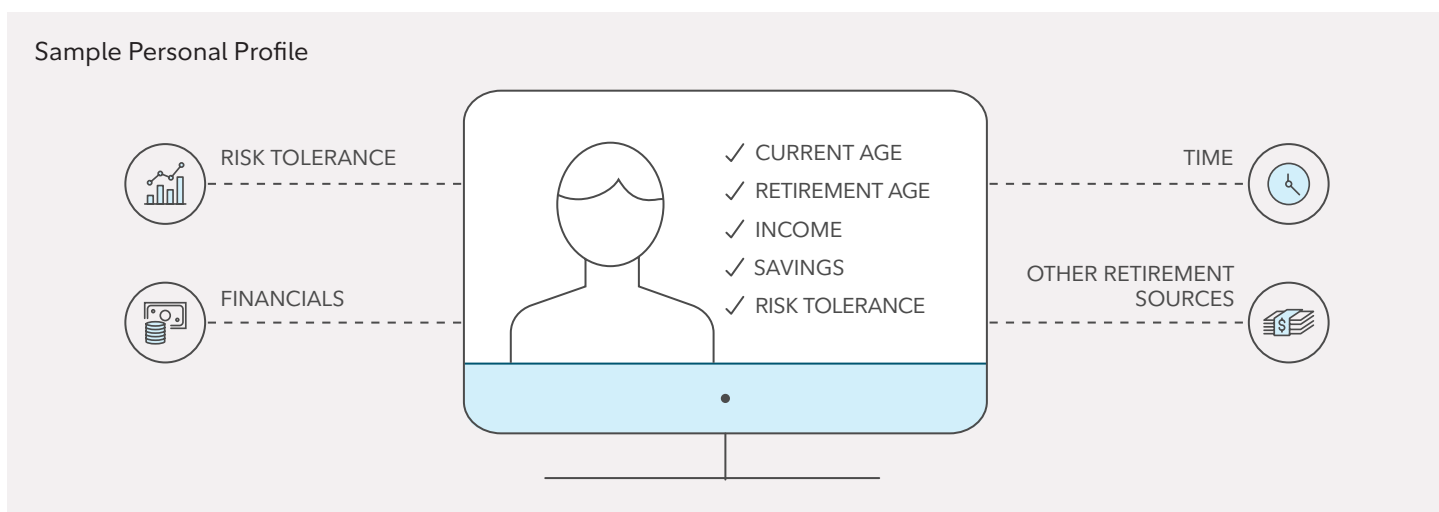 Sample Personal Profile
RISK TOLERANCE
FINANCIALS
✓ CURRENT AGE
✓ RETIREMENT AGE
✓ INCOME
✓ SAVINGS
✓ RISK TOLERANCE
TIME
OTHER RETIREMENT
SOURCES
$